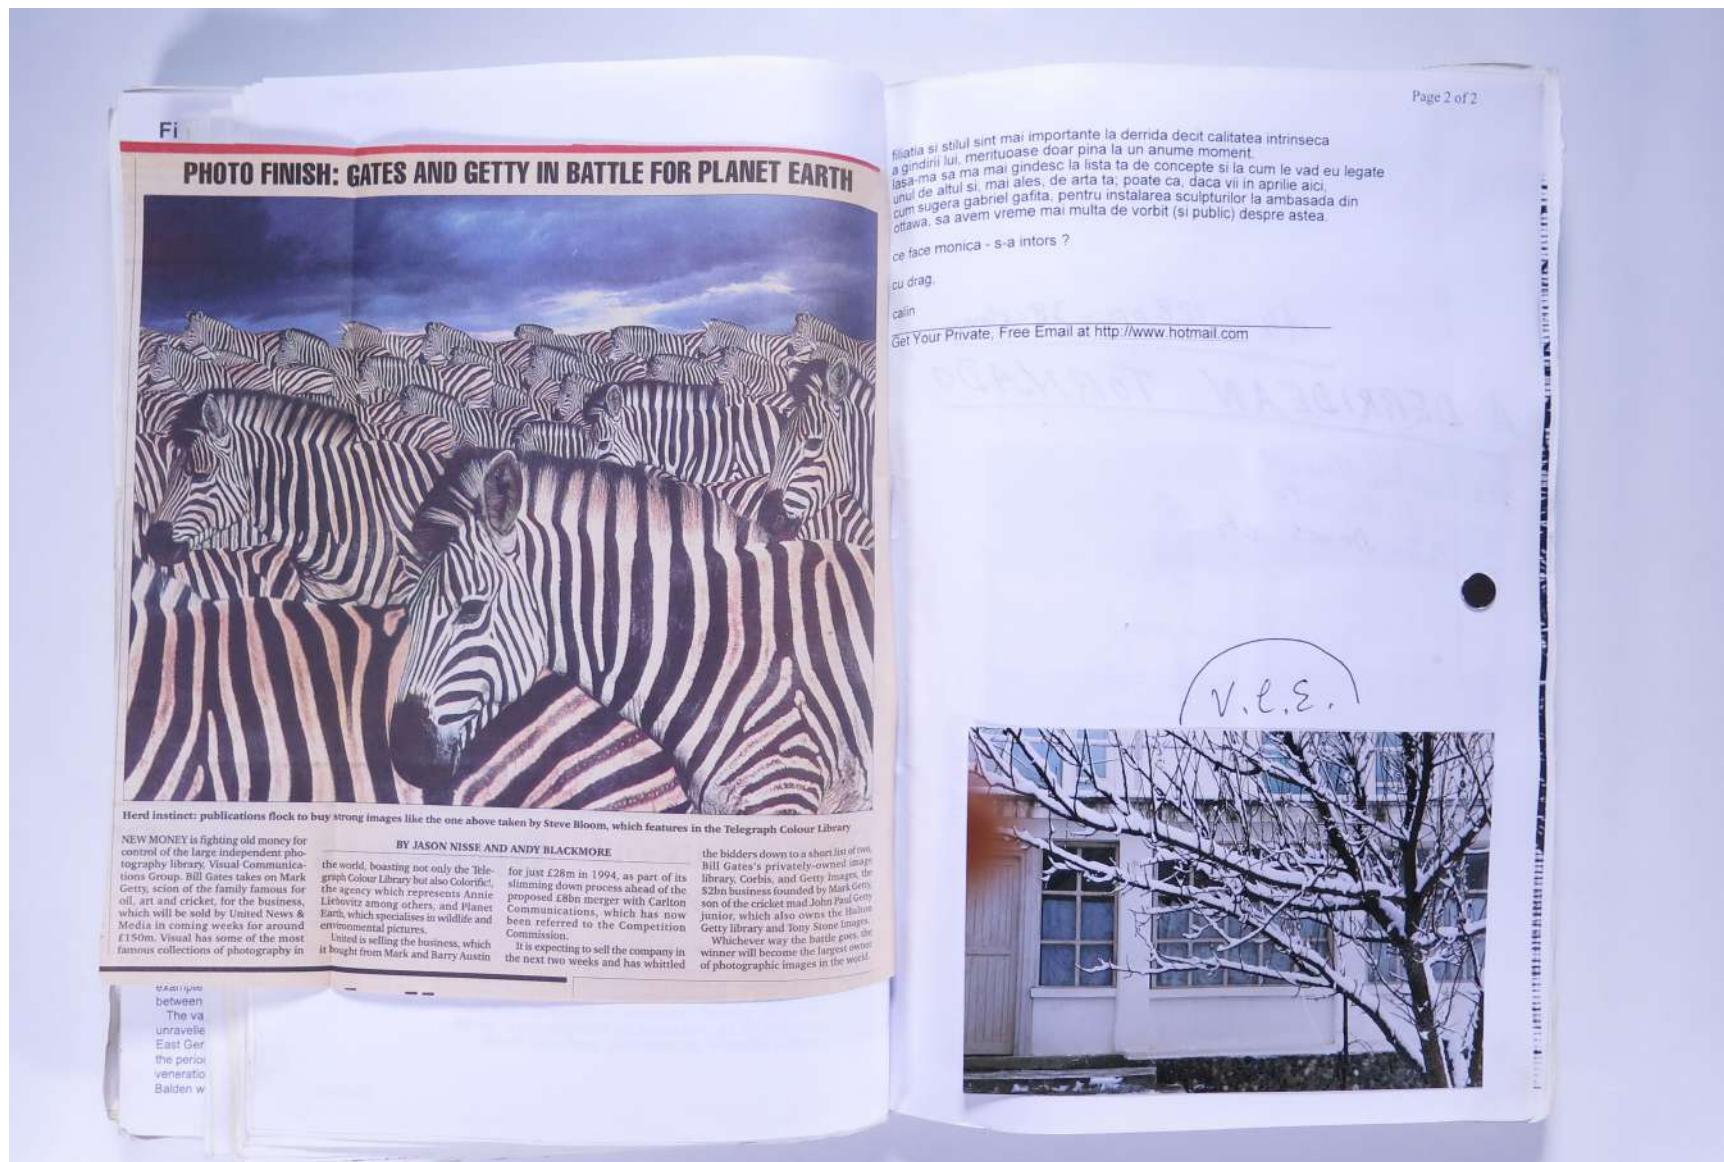 Fi
PHOTO FINISH: GATES AND GETTY IN BATTLE FOR PLANET EARTH
Herd instinct: publications flock to buy strong images like the one above taken by Steve Bloom, which features in the Telegraph Colour Library
BY JASON NISSE AND ANDY BLACKMORE
NEW MONEY is fighting old money for
control of the large independent pho-
tography library, Visual Communica-
tions Group. Bill Gates takes on Mark
Getty, scion of the family famous for
oil, art and cricket, for the business,
which will be sold by United News &
Media in coming weeks for around
£150m. Visual has some of the most
famous collections of photography in
the world, boasting not only the Tele-
graph Colour Library but also Colorific!,
the agency which represents Annie
Liebovitz among others, and Planet
Earth, which specialises in wildlife and
environmental pictures.
United is selling the business, which
it bought from Mark and Barry Austin
for just £28m in 1994, as part of its
slimming down process ahead of the
proposed £8bn merger with Carlton
Communications, which has now
been referred to the Competition
Commission.
It is expecting to sell the company in
the next two weeks and has whittled
the bidders down to a short list of two,
Bill Gates's privately-owned image
library, Corbis, and Getty Images, the
$2bn business founded by Mark Getty,
son of the cricket mad John Paul Getty
junior, which also owns the Hulton
Getty library and Tony Stone Images.
Whichever way the battle goes, the
winner will become the largest owner
of photographic images in the world.
example
between
The va
unravelle
East Ger
the perio
veneratio
Balden w
Page 2 of 2
filiatia si stilul sint mai importante la derrida decit calitatea intrinseca
a gindirii lui, merituoase doar pina la un anume moment.
lasa-ma sa ma mai gindesc la lista ta de concepte si la cum le vad eu legate
unul de altul si, mai ales, de arta ta; poate ca, daca vii in aprilie aici,
cum sugera gabriel gafita, pentru instalarea sculpturilor la ambasada din
ottawa, sa avem vreme mai multa de vorbit (si public) despre astea.
ce face monica - s-a intors ?
cu drag,
calin
Get Your Private, Free Email at http://www.hotmail.com
A DERRIDEAN TORNADO
V.l.E.